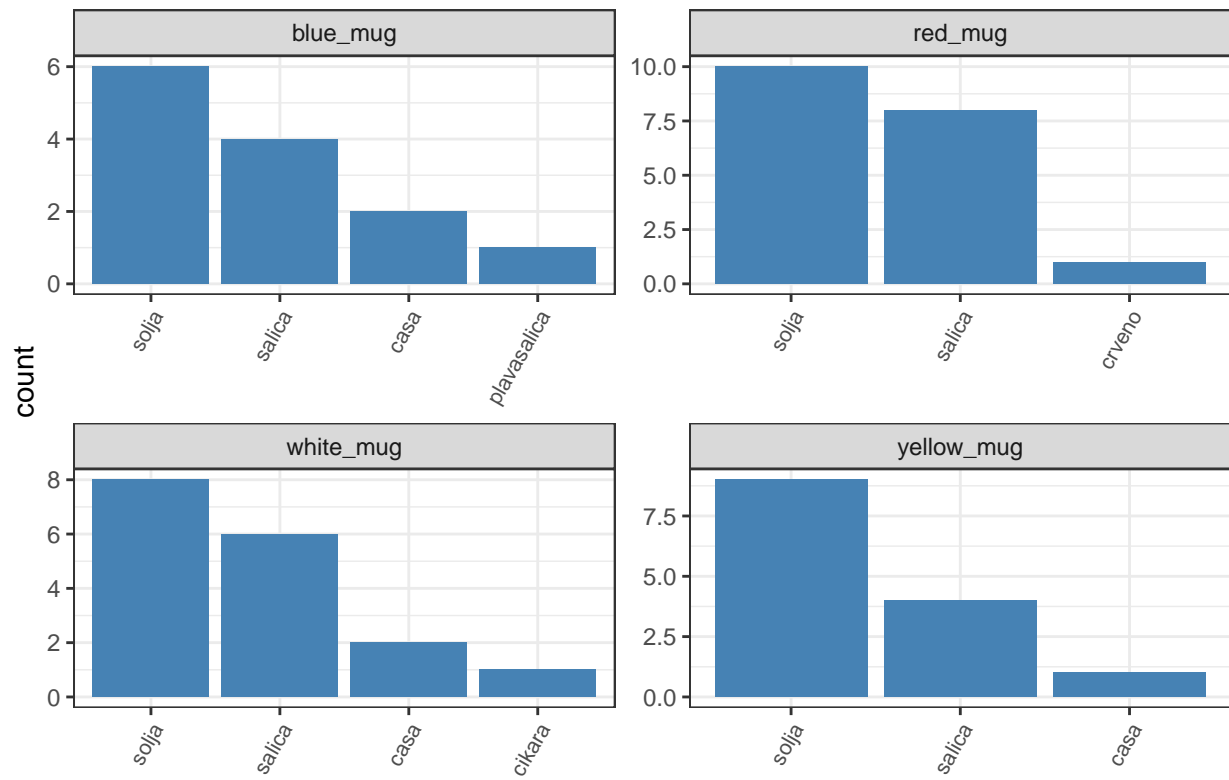 blue_mug
6
4
2
0
solja
salica
casa
plavasalica
red_mug
10.0
7.5
5.0
2.5
0.0
solja
salica
crveno
count
white_mug
8
6
4
2
0
solja
salica
casa
cikara
yellow_mug
7.5
5.0
2.5
0.0
solja
salica
casa